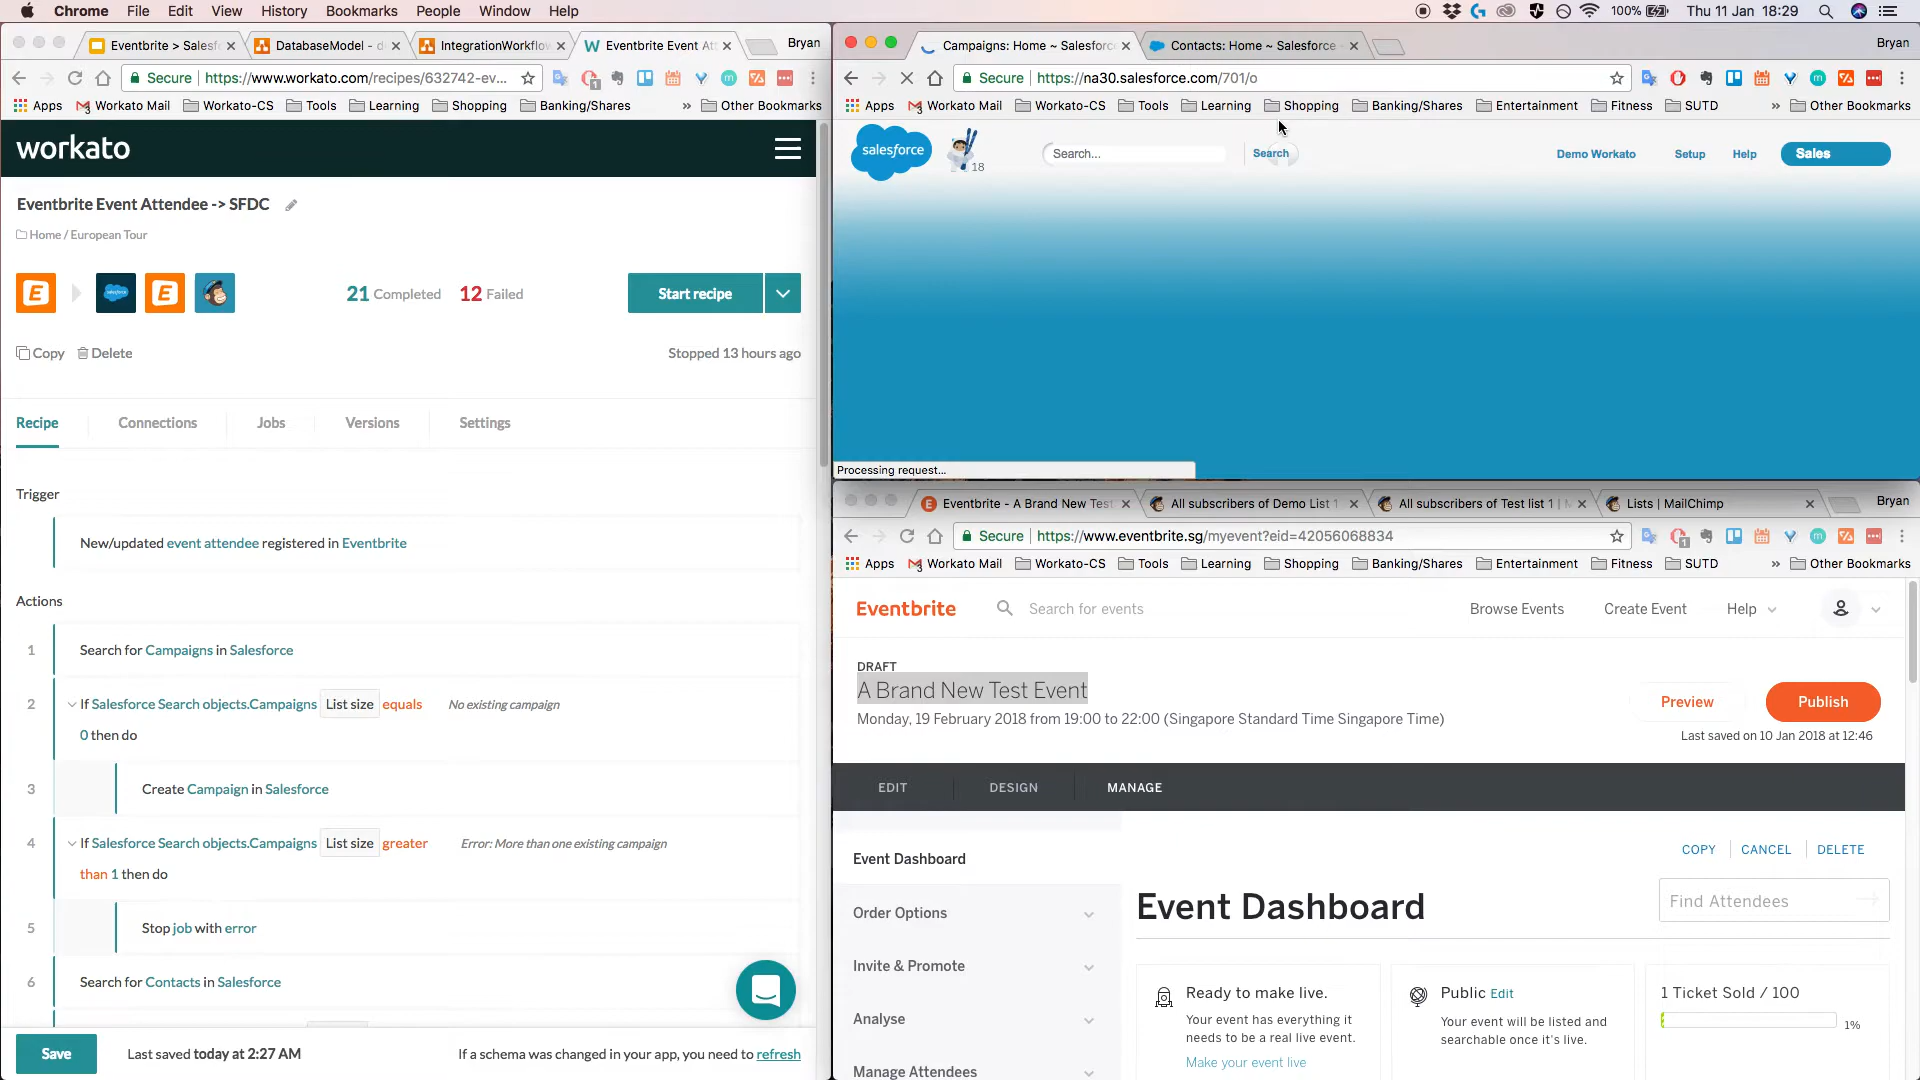 Chrome File Edit View History Bookmarks People Window Help
100% Thu 11 Jan 18:29
Eventbrite > Salesf
DatabaseModel - d
IntegrationWorkflow
Eventbrite Event At
Bryan
Secure https://www.workato.com/recipes/632742-ev...
Apps Workato Mail Workato-CS Tools Learning Shopping Banking/Shares » Other Bookmarks
workato
Eventbrite Event Attendee -> SFDC
Home / European Tour
21 Completed 12 Failed
Start recipe
Copy Delete
Stopped 13 hours ago
Recipe Connections Jobs Versions Settings
Trigger
New/updated event attendee registered in Eventbrite
Actions
1 Search for Campaigns in Salesforce
2 If Salesforce Search objects.Campaigns List size equals No existing campaign
0 then do
3 Create Campaign in Salesforce
4 If Salesforce Search objects.Campaigns List size greater Error: More than one existing campaign
than 1 then do
5 Stop job with error
6 Search for Contacts in Salesforce
Save
Last saved today at 2:27 AM
If a schema was changed in your app, you need to refresh
Campaigns: Home ~ Salesforc
Contacts: Home ~ Salesforce
Bryan
Secure https://na30.salesforce.com/701/o
Apps Workato Mail Workato-CS Tools Learning Shopping Banking/Shares Entertainment Fitness SUTD » Other Bookmarks
salesforce
18
Search...
Search
Demo Workato Setup Help Sales
Processing request...
Eventbrite - A Brand New Test
All subscribers of Demo List 1
All subscribers of Test list 1 | M
Lists | MailChimp
Bryan
Secure https://www.eventbrite.sg/myevent?eid=42056068834
Apps Workato Mail Workato-CS Tools Learning Shopping Banking/Shares Entertainment Fitness SUTD » Other Bookmarks
Eventbrite
Search for events
Browse Events Create Event Help
DRAFT
A Brand New Test Event
Monday, 19 February 2018 from 19:00 to 22:00 (Singapore Standard Time Singapore Time)
Preview
Publish
Last saved on 10 Jan 2018 at 12:46
EDIT DESIGN MANAGE
Event Dashboard
Order Options
Invite & Promote
Analyse
Manage Attendees
COPY CANCEL DELETE
Event Dashboard
Find Attendees
Ready to make live.
Your event has everything it
needs to be a real live event.
Make your event live
Public Edit
Your event will be listed and
searchable once it's live.
1 Ticket Sold / 100
1%